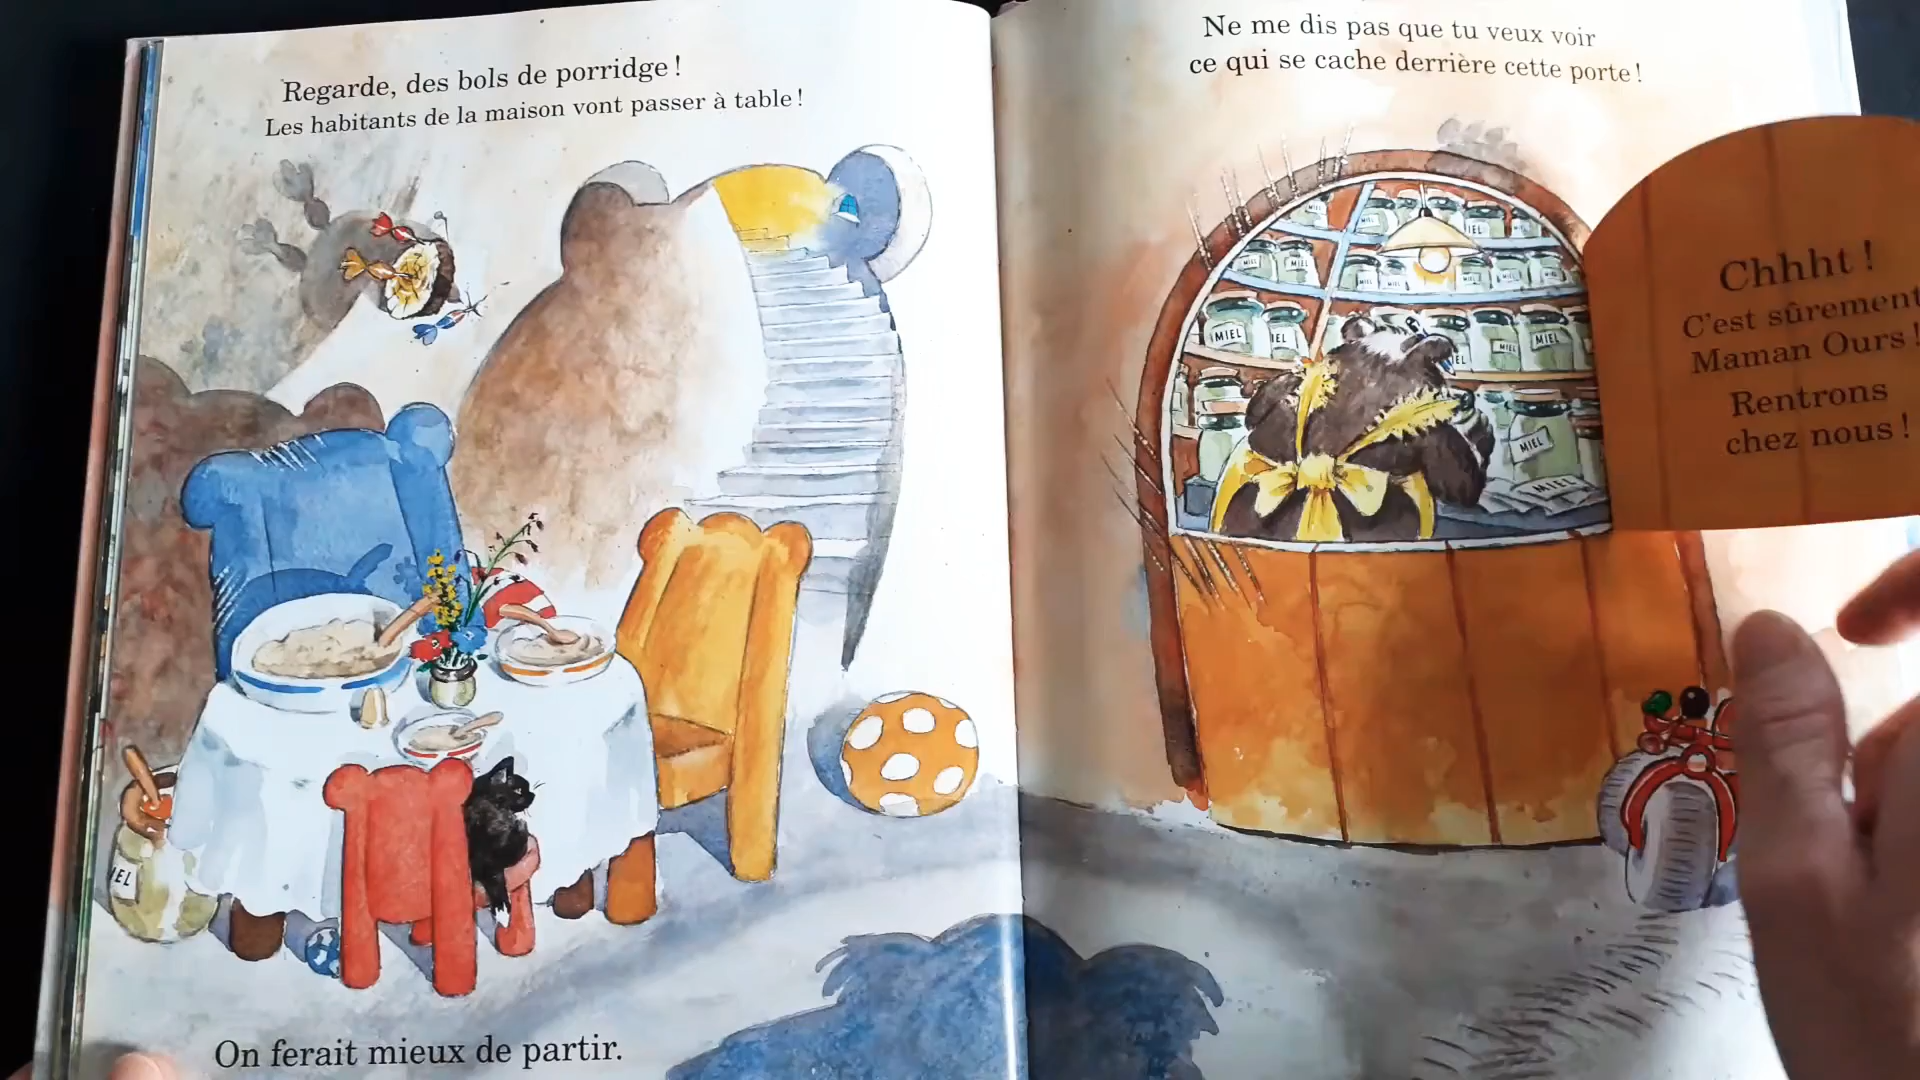 Regarde, des bols de porridge !
Les habitants de la maison vont passer à table !
On ferait mieux de partir.
Ne me dis pas que tu veux voir
ce qui se cache derrière cette porte !
Chhht !
C'est sûrement
Maman Ours !
Rentrons
chez nous !
MIEL
MIEL
MIEL
MIEL
MIEL
MIEL